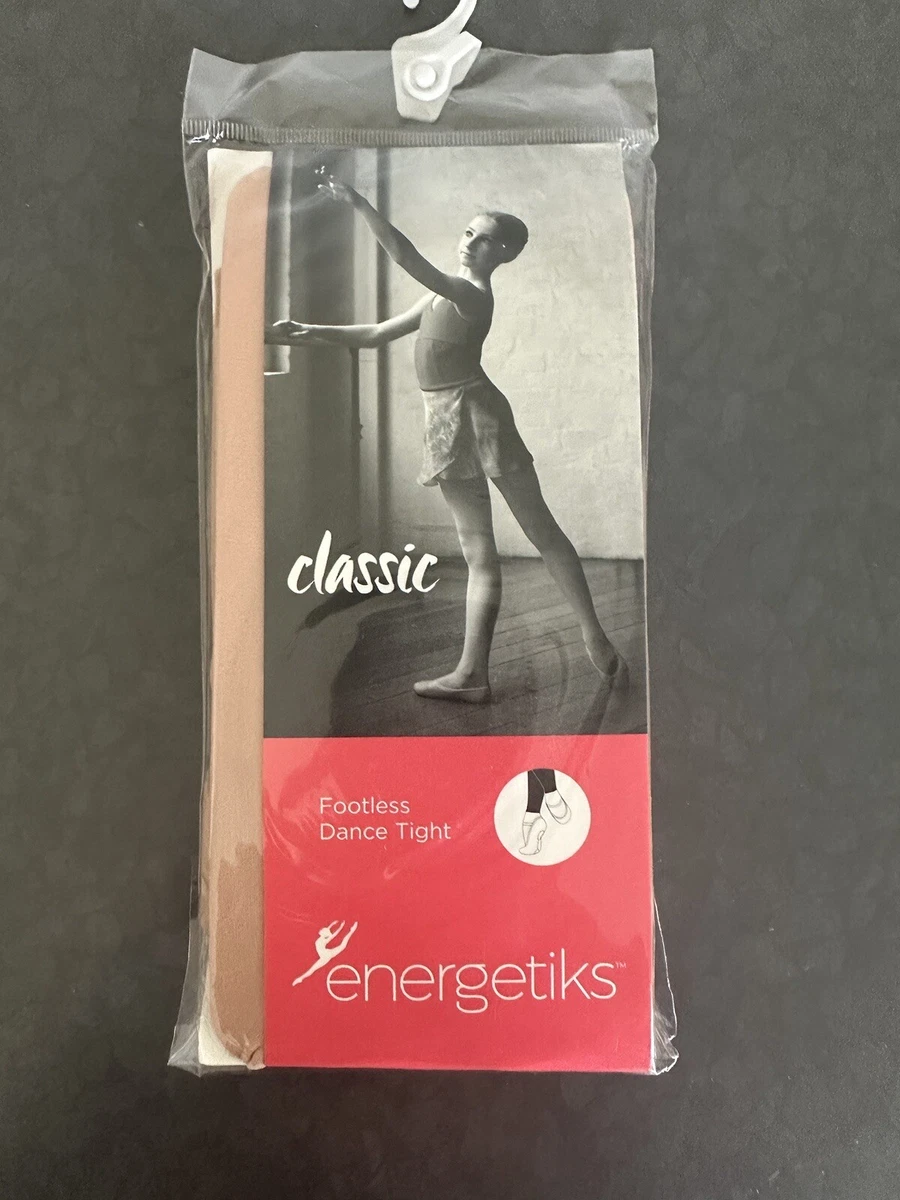 classic
Footless
Dance Tight
energetiks™